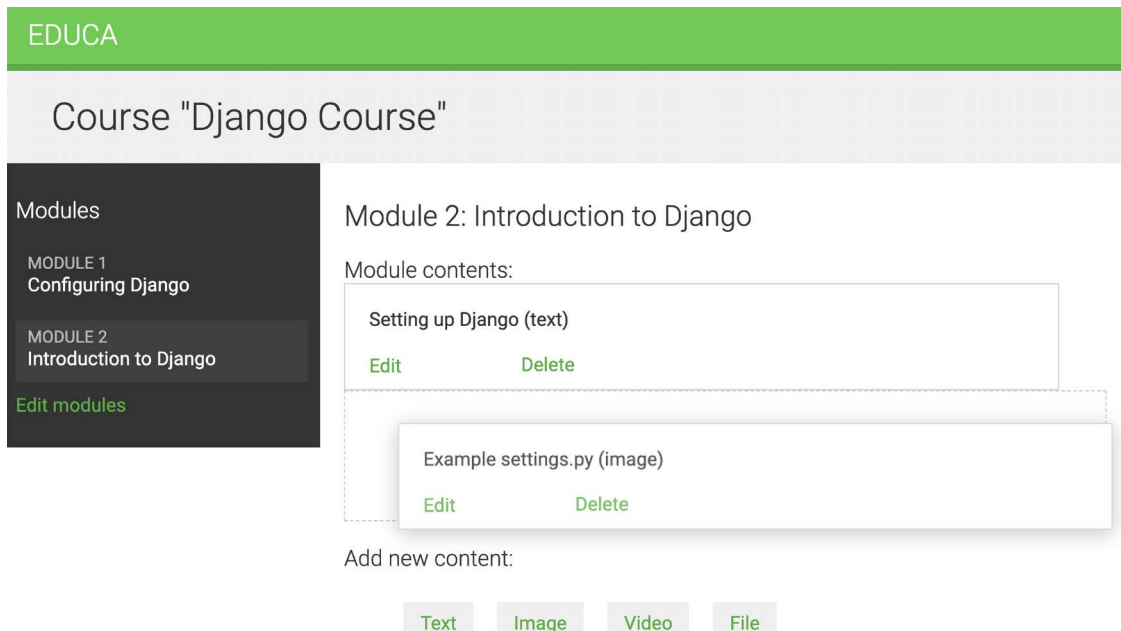 EDUCA
Course "Django Course"
Modules
MODULE 1
Configuring Django
MODULE 2
Introduction to Django
Edit modules
Module 2: Introduction to Django
Module contents:
Setting up Django (text)
Edit Delete
Example settings.py (image)
Edit Delete
Add new content:
Text Image Video File